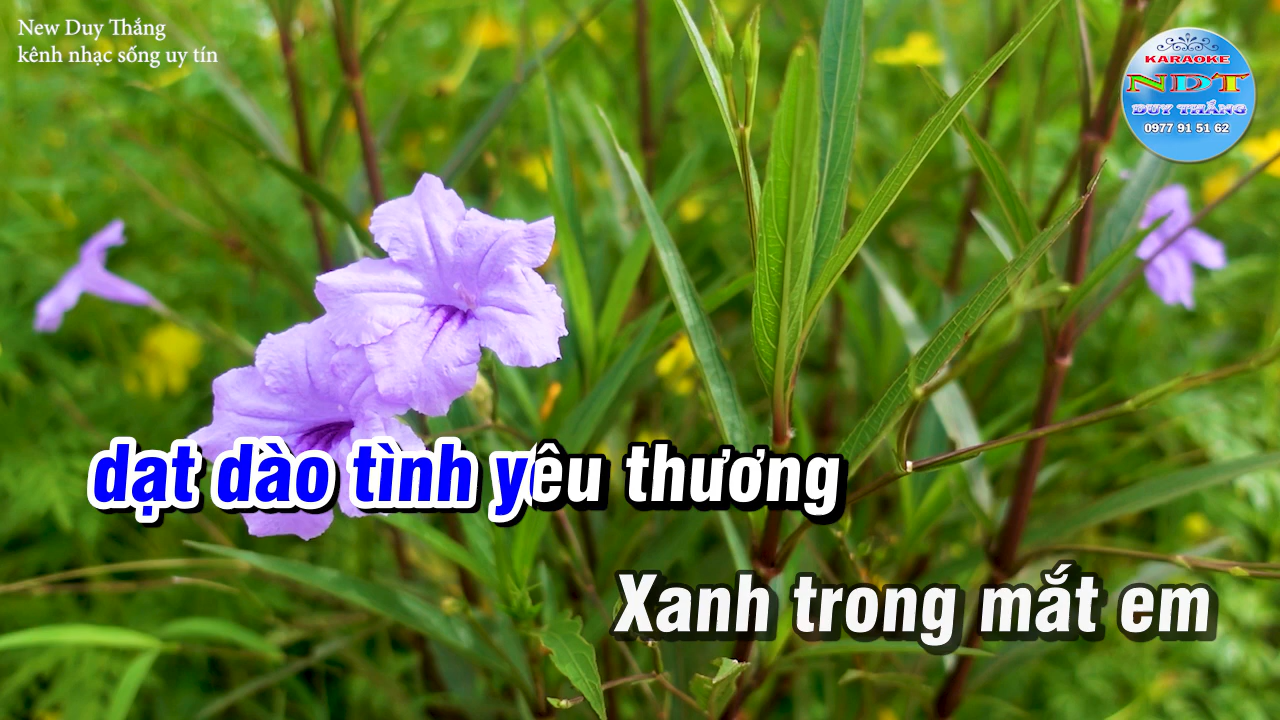 New Duy Thắng
kênh nhạc sống uy tín
KARAOKE
NDT
DUY THẮNG
0977 91 51 62
dạt dào tình yêu thương
Xanh trong mắt em